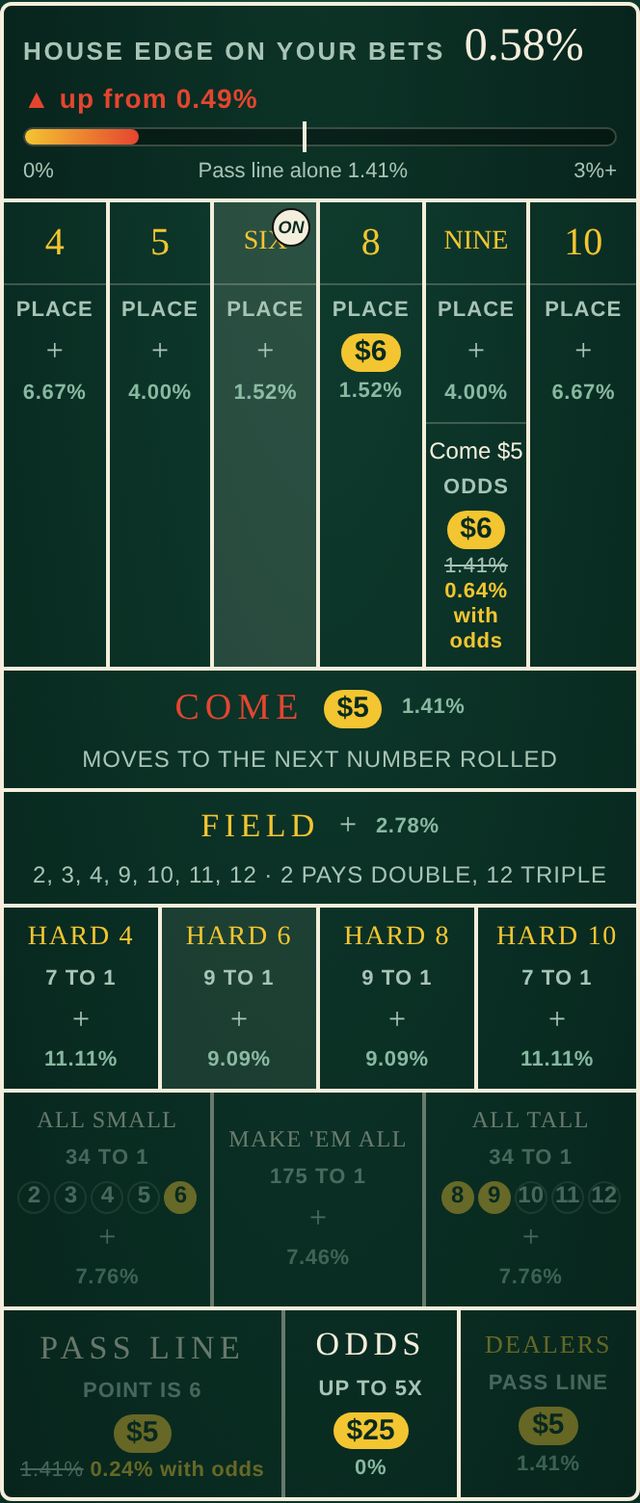 HOUSE EDGE ON YOUR BETS 0.58%
▲ up from 0.49%
0% Pass line alone 1.41% 3%+
4 5 SIX ON 8 NINE 10
PLACE PLACE PLACE PLACE PLACE PLACE
+ + + $6 + +
6.67% 4.00% 1.52% 1.52% 4.00% 6.67%
Come $5
ODDS
$6
1.41%
0.64%
with
odds
COME $5 1.41%
MOVES TO THE NEXT NUMBER ROLLED
FIELD + 2.78%
2, 3, 4, 9, 10, 11, 12 · 2 PAYS DOUBLE, 12 TRIPLE
HARD 4 HARD 6 HARD 8 HARD 10
7 TO 1 9 TO 1 9 TO 1 7 TO 1
+ + + +
11.11% 9.09% 9.09% 11.11%
ALL SMALL
34 TO 1
2 3 4 5 6
+
7.76%
MAKE 'EM ALL
175 TO 1
+
7.46%
ALL TALL
34 TO 1
8 9 10 11 12
+
7.76%
PASS LINE
POINT IS 6
$5
1.41% 0.24% with odds
ODDS
UP TO 5X
$25
0%
DEALERS
PASS LINE
$5
1.41%